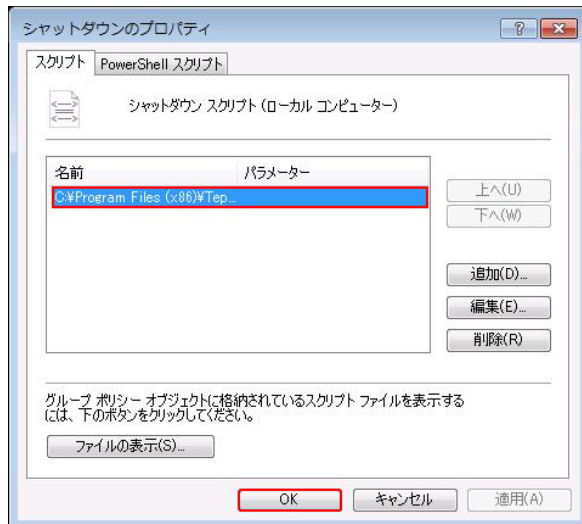 シャットダウンのプロパティ
スクリプト PowerShell スクリプト
シャットダウン スクリプト (ローカル コンピューター)
名前 パラメーター
C:¥Program Files (x86)¥Tep...
上へ(U)
下へ(W)
追加(D)...
編集(E)...
削除(R)
グループ ポリシー オブジェクトに格納されているスクリプト ファイルを表示する
には、下のボタンをクリックしてください。
ファイルの表示(S)...
OK キャンセル 適用(A)